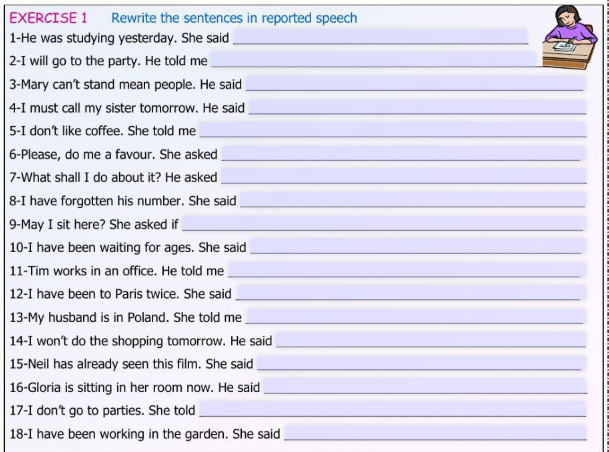 EXERCISE 1 Rewrite the sentences in reported speech
1-He was studying yesterday. She said
2-I will go to the party. He told me
3-Mary can't stand mean people. He said
4-I must call my sister tomorrow. He said
5-I don't like coffee. She told me
6-Please, do me a favour. She asked
7-What shall I do about it? He asked
8-I have forgotten his number. She said
9-May I sit here? She asked if
10-I have been waiting for ages. She said
11-Tim works in an office. He told me
12-I have been to Paris twice. She said
13-My husband is in Poland. She told me
14-I won't do the shopping tomorrow. He said
15-Neil has already seen this film. She said
16-Gloria is sitting in her room now. He said
17-I don't go to parties. She told
18-I have been working in the garden. She said